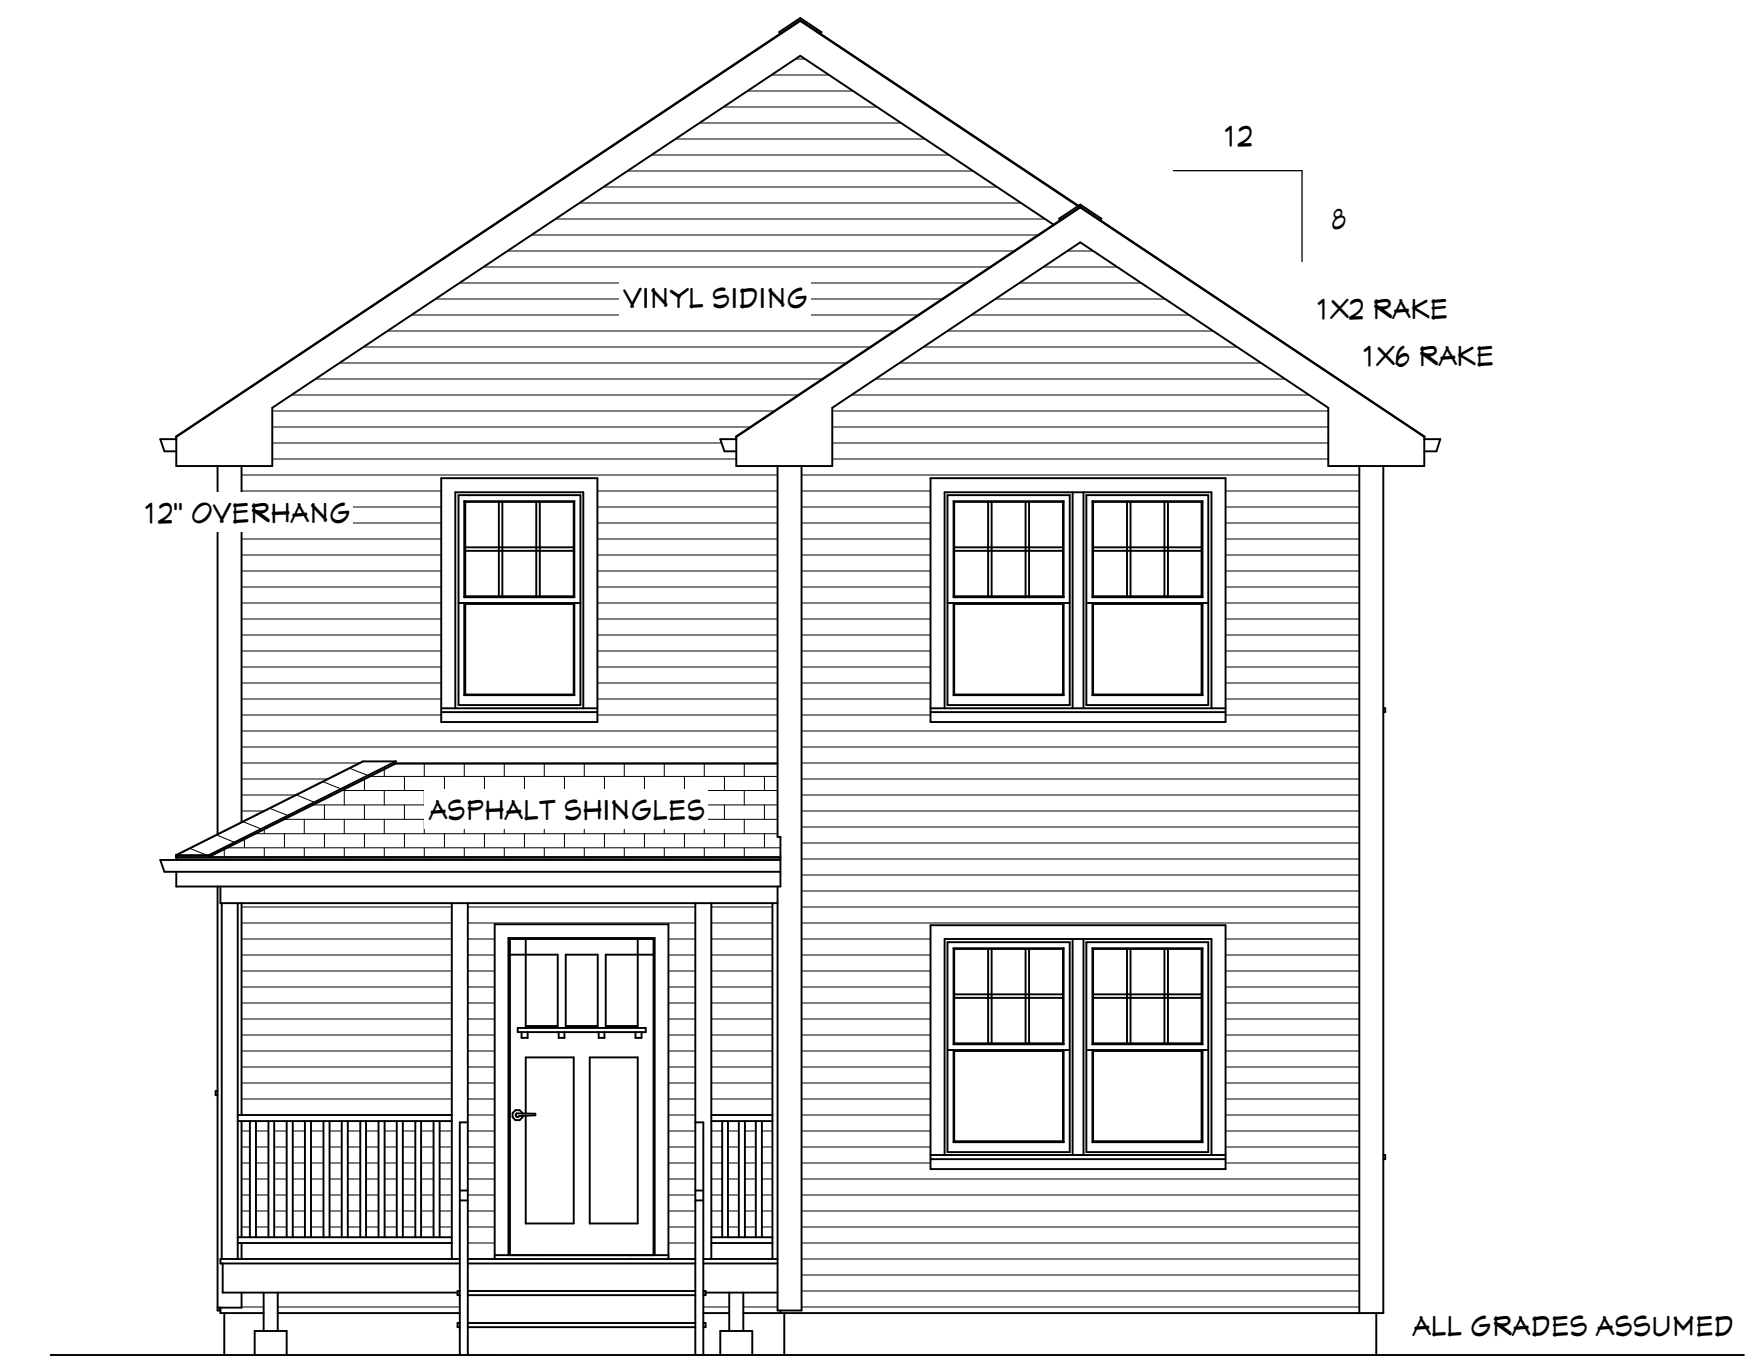 12
8
VINYL SIDING
1X2 RAKE
1X6 RAKE
12" OVERHANG
ASPHALT SHINGLES
ALL GRADES ASSUMED